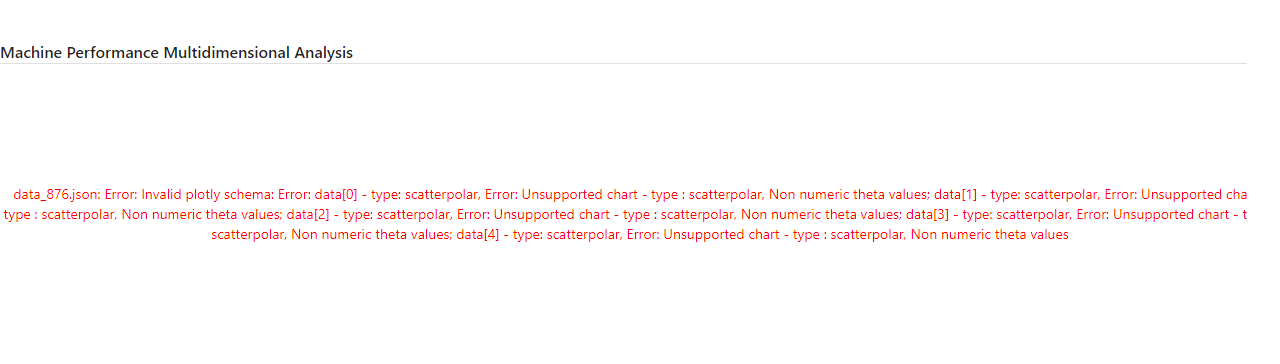 Machine Performance Multidimensional Analysis
data_876.json: Error: Invalid plotly schema: Error: data[0] - type: scatterpolar, Error: Unsupported chart - type : scatterpolar, Non numeric theta values; data[1] - type: scatterpolar, Error: Unsupported cha
type : scatterpolar, Non numeric theta values; data[2] - type: scatterpolar, Error: Unsupported chart - type : scatterpolar, Non numeric theta values; data[3] - type: scatterpolar, Error: Unsupported chart - t
scatterpolar, Non numeric theta values; data[4] - type: scatterpolar, Error: Unsupported chart - type : scatterpolar, Non numeric theta values